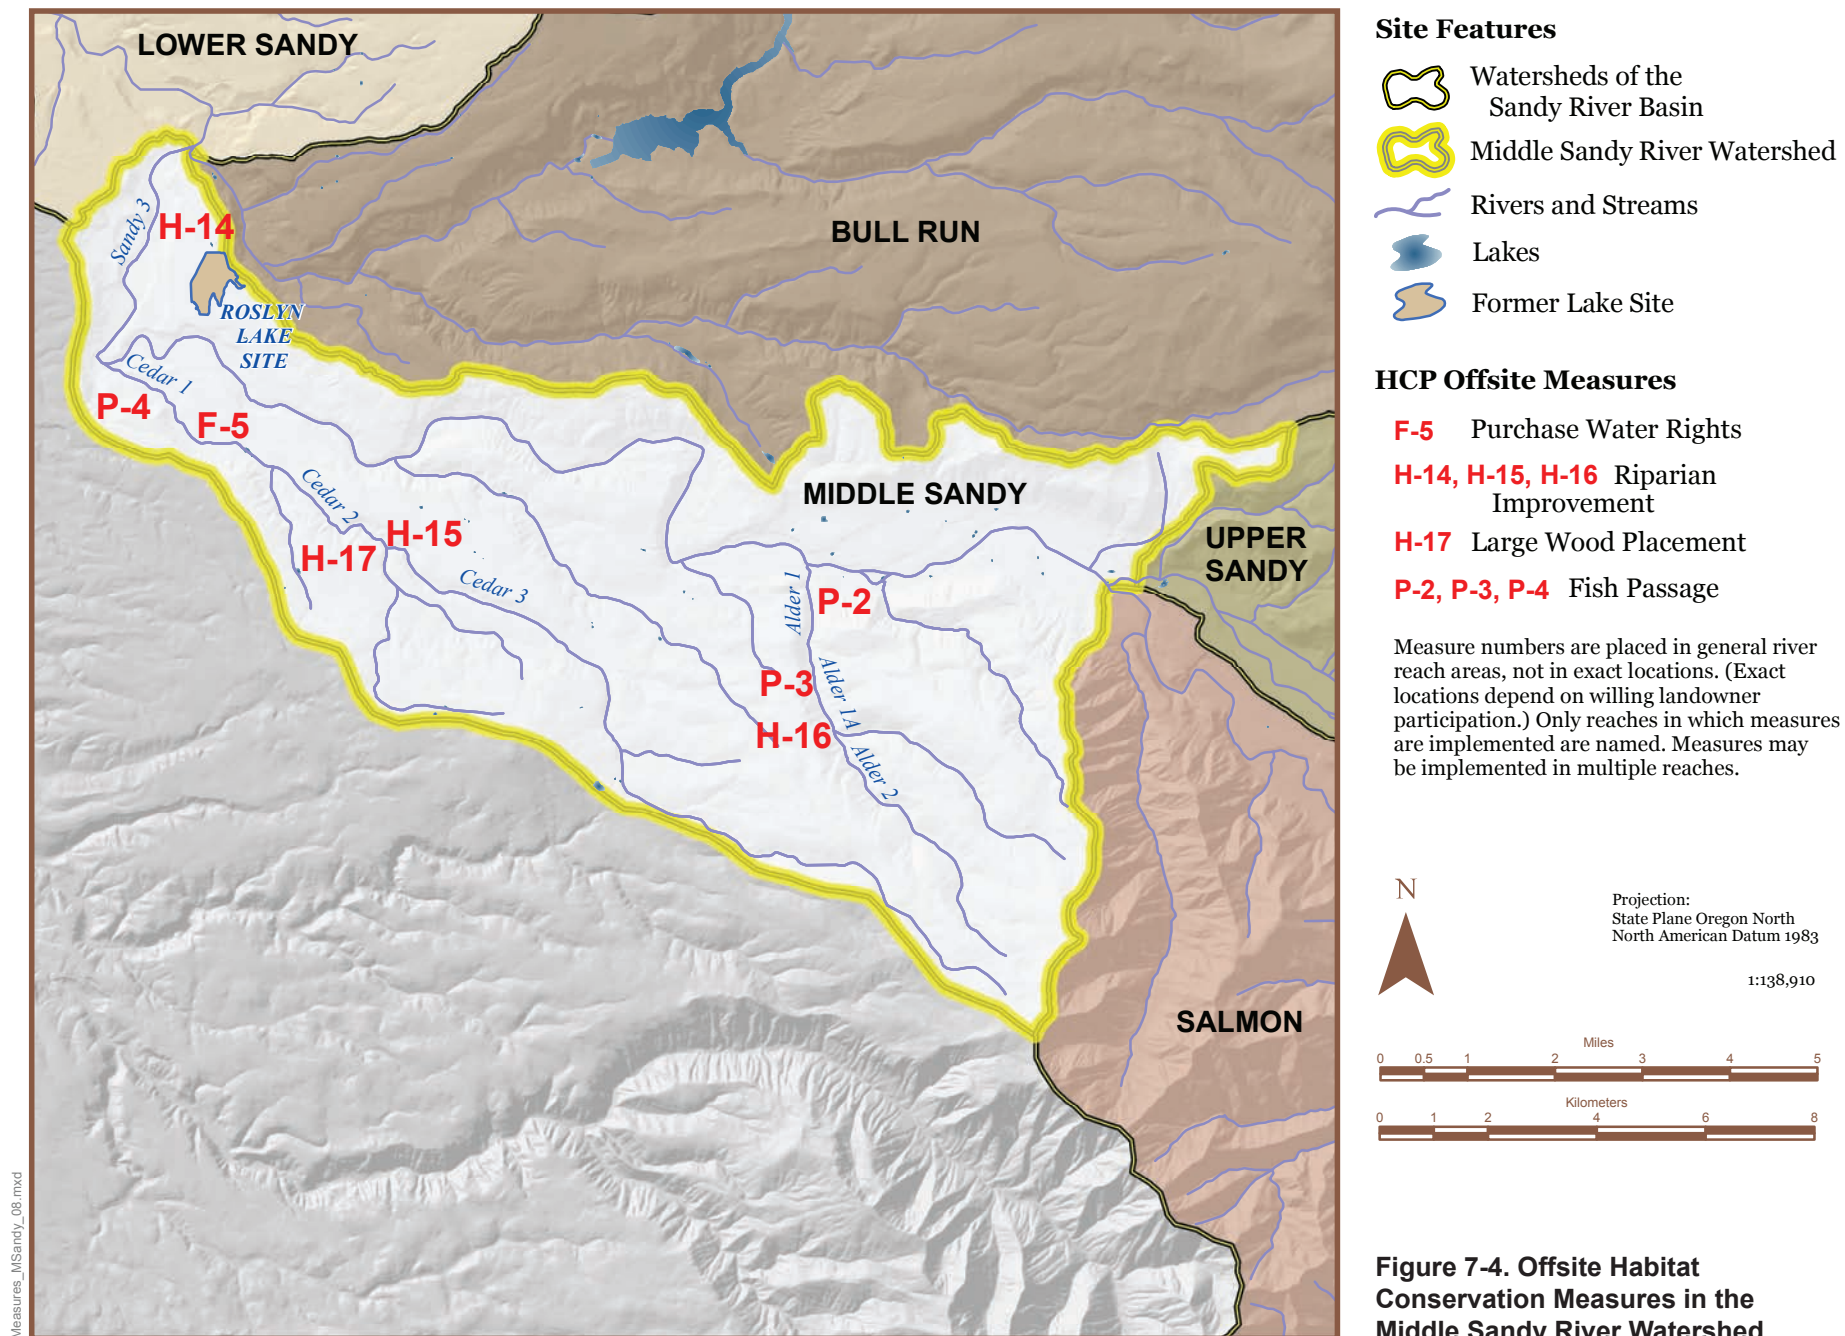 LOWER SANDY
BULL RUN
Sandy 3
H-14
ROSLYN
LAKE
SITE
Cedar 1
P-4
F-5
Cedar 2
H-15
H-17
Cedar 3
MIDDLE SANDY
UPPER
SANDY
Alder 1
P-2
P-3
Alder 1A
H-16
Alder 2
SALMON
Measures_MSandy_08.mxd
Site Features
Watersheds of the
Sandy River Basin
Middle Sandy River Watershed
Rivers and Streams
Lakes
Former Lake Site
HCP Offsite Measures
F-5 Purchase Water Rights
H-14, H-15, H-16 Riparian
Improvement
H-17 Large Wood Placement
P-2, P-3, P-4 Fish Passage
Measure numbers are placed in general river
reach areas, not in exact locations. (Exact
locations depend on willing landowner
participation.) Only reaches in which measures
are implemented are named. Measures may
be implemented in multiple reaches.
N
Projection:
State Plane Oregon North
North American Datum 1983
1:138,910
Miles
0 0.5 1 2 3 4 5
Kilometers
0 1 2 4 6 8
Figure 7-4. Offsite Habitat
Conservation Measures in the
Middle Sandy River Watershed